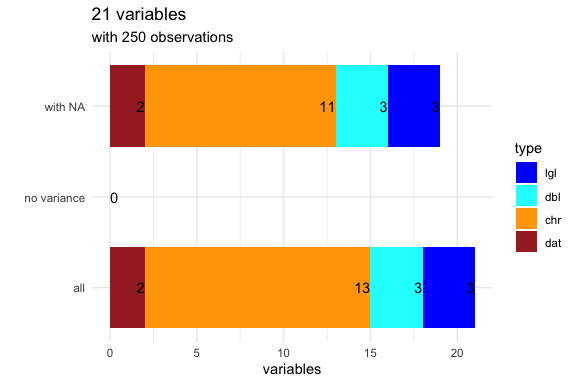 21 variables
with 250 observations
with NA
2 11 3 3
no variance
0
all
2 13 3 3
0 5 10 15 20
variables
type
lgl
dbl
chr
dat